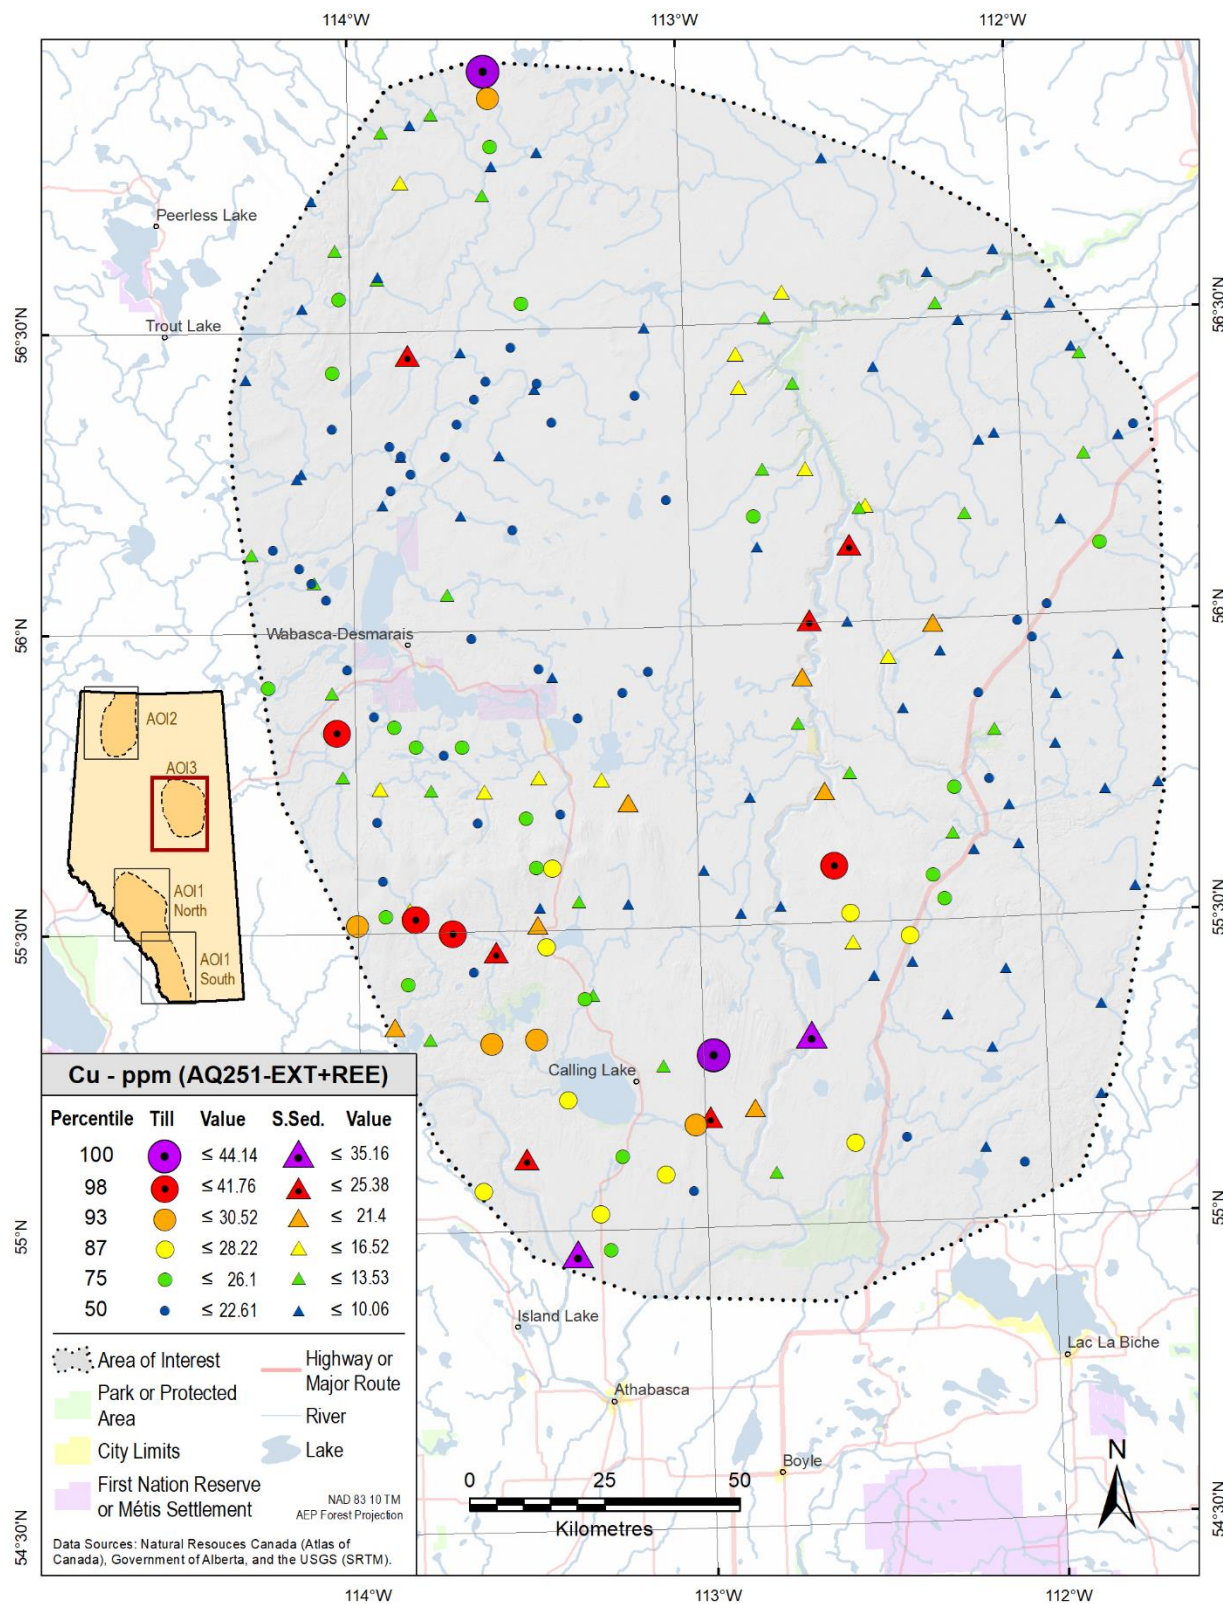 114°W 113°W 112°W
Peerless Lake
Trout Lake
56°30'N 56°30'N
Wabasca-Desmarais
56°N 56°N
AOI2
AOI3
AOI1
North
AOI1
South
55°30'N 55°30'N
Calling Lake
Cu - ppm (AQ251-EXT+REE)
Percentile Till Value S.Sed. Value
100 ≤ 44.14 ≤ 35.16
98 ≤ 41.76 ≤ 25.38
93 ≤ 30.52 ≤ 21.4
87 ≤ 28.22 ≤ 16.52
75 ≤ 26.1 ≤ 13.53
50 ≤ 22.61 ≤ 10.06
55°N 55°N
Island Lake
Lac La Biche
Athabasca
Boyle
Area of Interest
Park or Protected
Area
City Limits
First Nation Reserve
or Métis Settlement
Highway or
Major Route
River
Lake
NAD 83 10 TM
AEP Forest Projection
Data Sources: Natural Resouces Canada (Atlas of
Canada), Government of Alberta, and the USGS (SRTM).
0 25 50
Kilometres
N
54°30'N 54°30'N
114°W 113°W 112°W